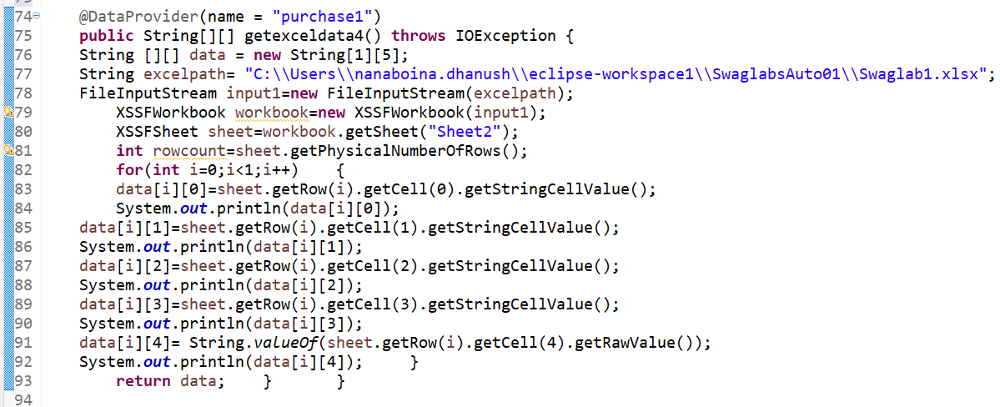 74 @DataProvider(name = "purchase1")
75 public String[][] getexceldata4() throws IOException {
76 String [][] data = new String[1][5];
77 String excelpath= "C:\\Users\\nanaboina.dhanush\\eclipse-workspace1\\SwaglabsAuto01\\Swaglab1.xlsx";
78 FileInputStream input1=new FileInputStream(excelpath);
79     XSSFWorkbook workbook=new XSSFWorkbook(input1);
80     XSSFSheet sheet=workbook.getSheet("Sheet2");
81     int rowcount=sheet.getPhysicalNumberOfRows();
82     for(int i=0;i<1;i++)    {
83     data[i][0]=sheet.getRow(i).getCell(0).getStringCellValue();
84     System.out.println(data[i][0]);
85 data[i][1]=sheet.getRow(i).getCell(1).getStringCellValue();
86 System.out.println(data[i][1]);
87 data[i][2]=sheet.getRow(i).getCell(2).getStringCellValue();
88 System.out.println(data[i][2]);
89 data[i][3]=sheet.getRow(i).getCell(3).getStringCellValue();
90 System.out.println(data[i][3]);
91 data[i][4]= String.valueOf(sheet.getRow(i).getCell(4).getRawValue());
92 System.out.println(data[i][4]);     }
93     return data;    }       }
94